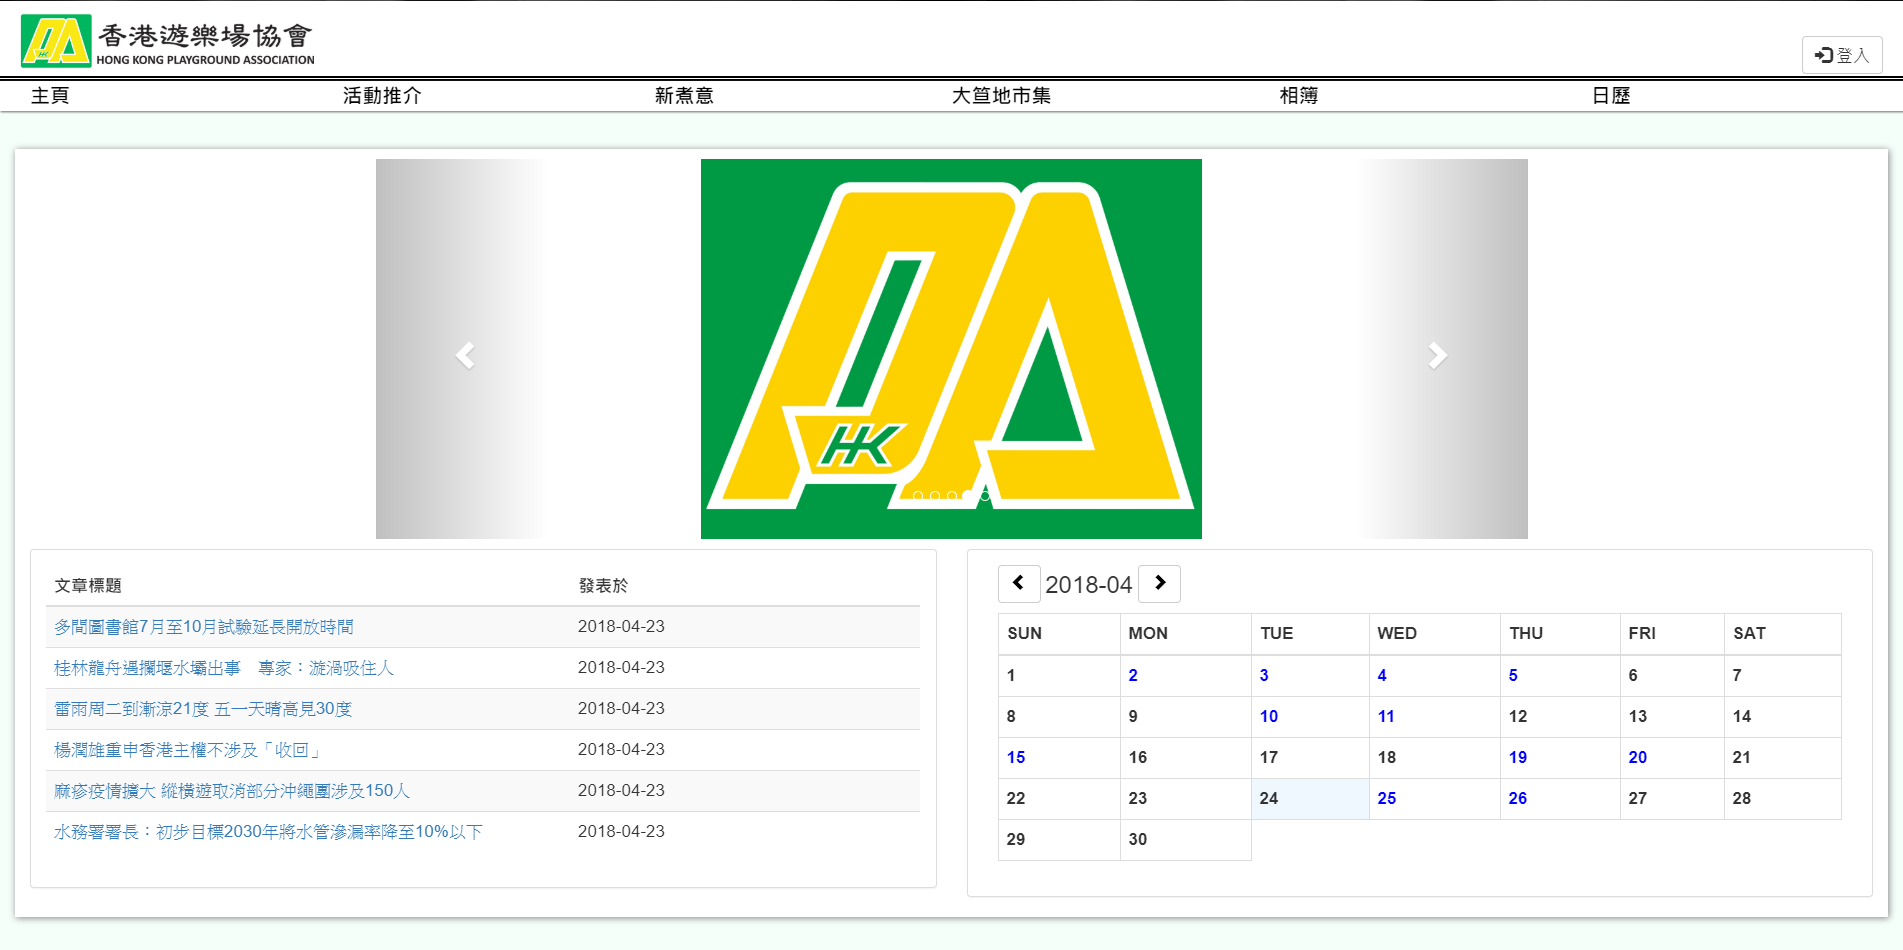 香港遊樂場協會
HONG KONG PLAYGROUND ASSOCIATION
登入
主頁 活動推介 新煮意 大笪地市集 相簿 日歷
HK
文章標題 發表於
多間圖書館7月至10月試驗延長開放時間 2018-04-23
桂林龍舟遇攔堰水壩出事　專家：漩渦吸住人 2018-04-23
雷雨周二到漸涼21度 五一天晴高見30度 2018-04-23
楊潤雄重申香港主權不涉及「收回」 2018-04-23
麻疹疫情擴大 縱橫遊取消部分沖繩團涉及150人 2018-04-23
水務署署長：初步目標2030年將水管滲漏率降至10%以下 2018-04-23
2018-04
SUN MON TUE WED THU FRI SAT
1 2 3 4 5 6 7
8 9 10 11 12 13 14
15 16 17 18 19 20 21
22 23 24 25 26 27 28
29 30